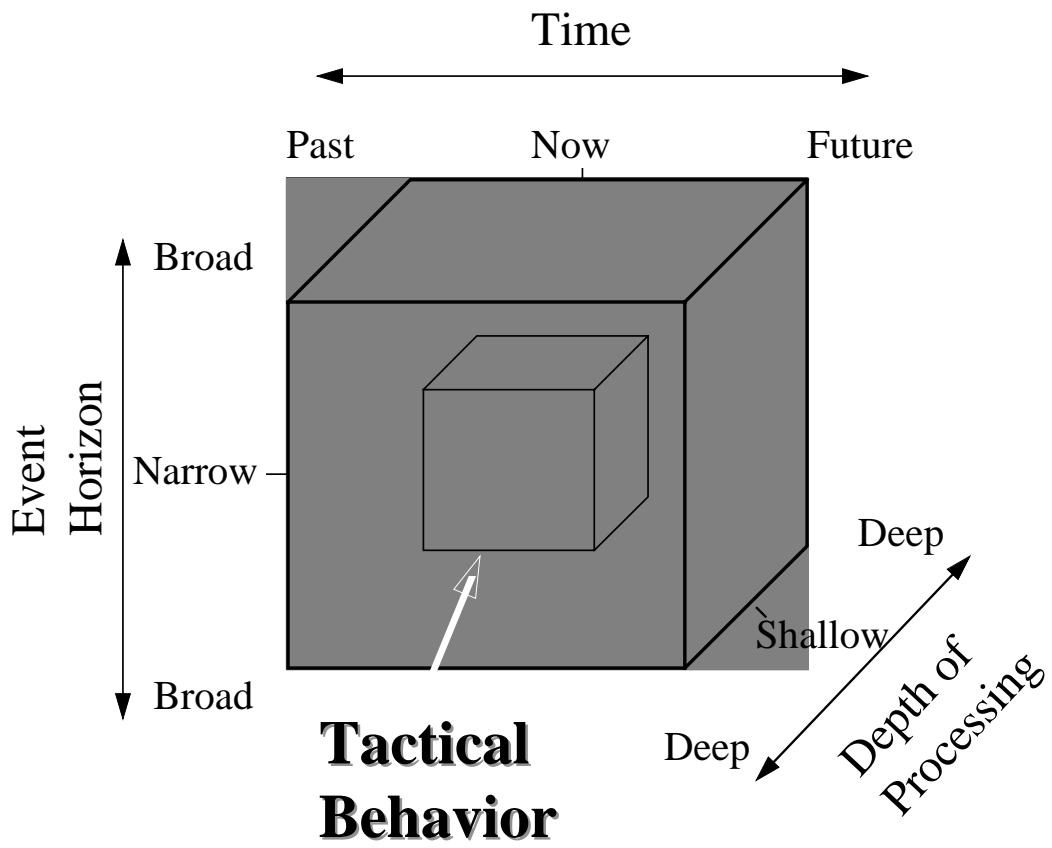 Time
Past Now Future
Broad
Event
Horizon
Narrow
Deep
Shallow
Broad
Deep
Depth of
Processing
Tactical
Behavior